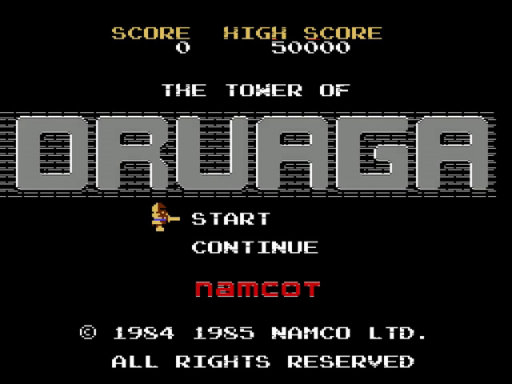 SCORE HIGH SCORE
0 50000
THE TOWER OF
DRUAGA
START
CONTINUE
namcot
© 1984 1985 NAMCO LTD.
ALL RIGHTS RESERVED